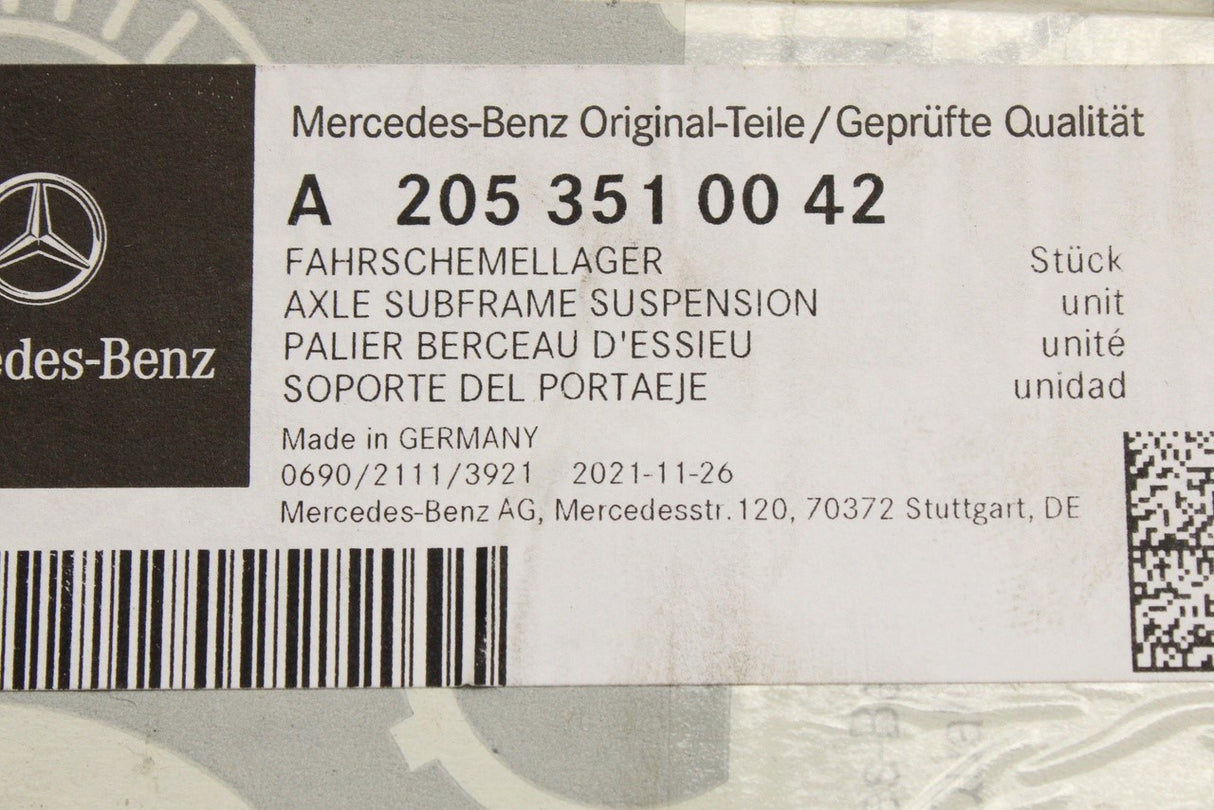 Mercedes-Benz Original-Teile/Geprüfte Qualität
A 205 351 00 42
FAHRSCHEMELLAGER Stück
AXLE SUBFRAME SUSPENSION unit
PALIER BERCEAU D'ESSIEU unité
SOPORTE DEL PORTAEJE unidad
edes-Benz
Made in GERMANY
0690/2111/3921 2021-11-26
Mercedes-Benz AG, Mercedesstr.120, 70372 Stuttgart, DE